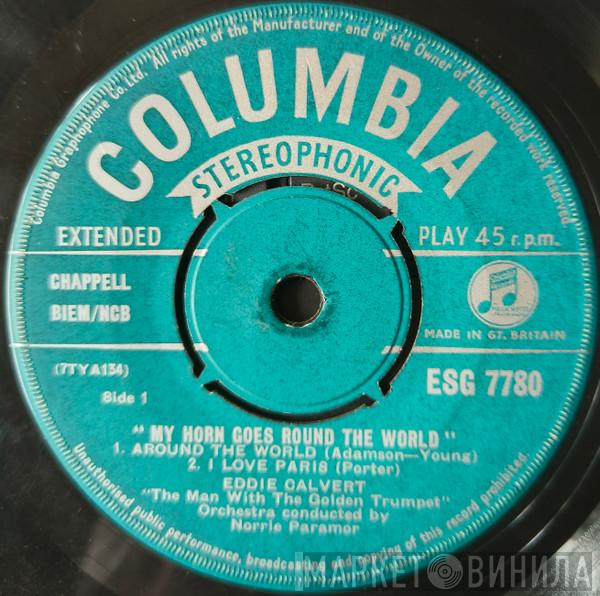 Columbia Graphophone Co. Ltd. All rights of the Manufacturer and of the Owner of the recorded work reserved.
COLUMBIA
STEREOPHONIC
EXTENDED PLAY 45 r.p.m.
CHAPPELL
BIEM/NCB
MADE IN GT. BRITAIN
(7TYA134)
Side 1
ESG 7780
"MY HORN GOES ROUND THE WORLD"
1. AROUND THE WORLD (Adamson—Young)
2. I LOVE PARIS (Porter)
EDDIE CALVERT
"The Man With The Golden Trumpet"
Orchestra conducted by
Norrie Paramor
Unauthorised public performance, broadcasting and copying of this record prohibited.
МАРКЕТ ВИНИЛА